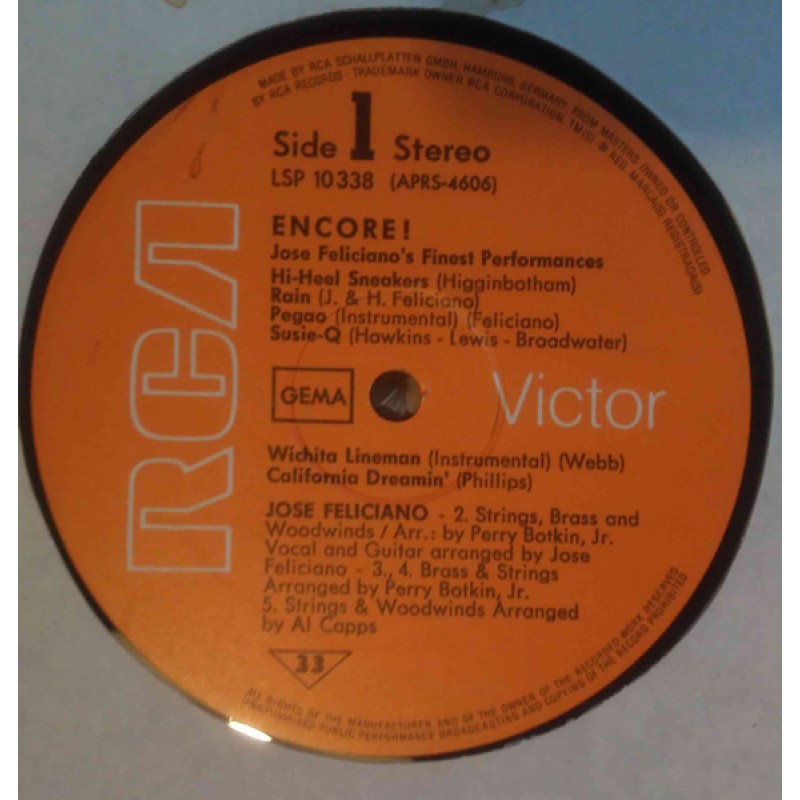 MADE BY RCA SCHALLPLATTEN GMBH, HAMBURG, GERMANY, FROM MASTERS OWNED OR CONTROLLED
BY RCA RECORDS · TRADEMARK OWNER RCA CORPORATION TM(S) ® REG. MARCA(S) REGISTRADA(S)
Side 1 Stereo
LSP 10338 (APRS-4606)
ENCORE!
Jose Feliciano's Finest Performances
Hi-Heel Sneakers (Higginbotham)
Rain (J. & H. Feliciano)
Pegao (Instrumental) (Feliciano)
Susie-Q (Hawkins - Lewis - Broadwater)
RCA
GEMA
Victor
Wichita Lineman (Instrumental) (Webb)
California Dreamin' (Phillips)
JOSE FELICIANO - 2. Strings, Brass and
Woodwinds / Arr.: by Perry Botkin, Jr.
Vocal and Guitar arranged by Jose
Feliciano - 3., 4. Brass & Strings
Arranged by Perry Botkin, Jr.
5. Strings & Woodwinds Arranged
by Al Capps
33
ALL RIGHTS OF THE MANUFACTURER AND OF THE OWNER OF THE RECORDED WORK RESERVED
UNAUTHORISED PUBLIC PERFORMANCE BROADCASTING AND COPYING OF THE RECORD PROHIBITED